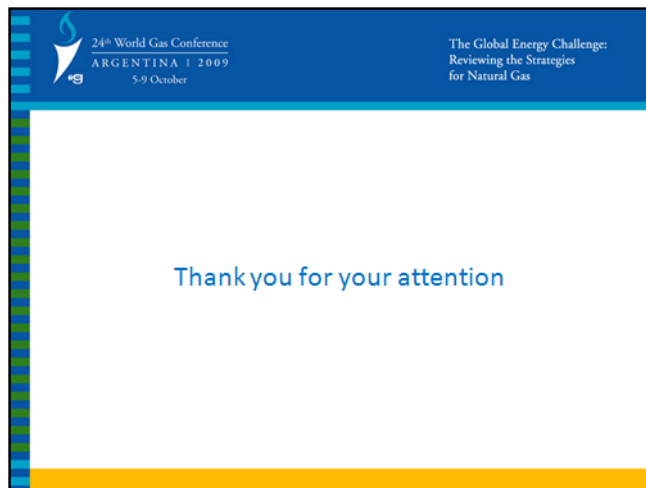 24th World Gas Conference
ARGENTINA | 2009
5-9 October
The Global Energy Challenge:
Reviewing the Strategies
for Natural Gas
Thank you for your attention